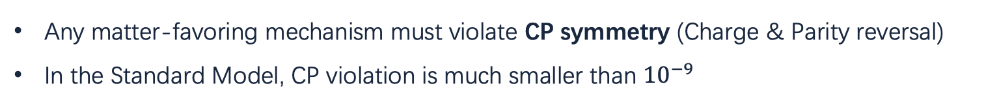 • Any matter-favoring mechanism must violate CP symmetry (Charge & Parity reversal)
• In the Standard Model, CP violation is much smaller than 10⁻⁹